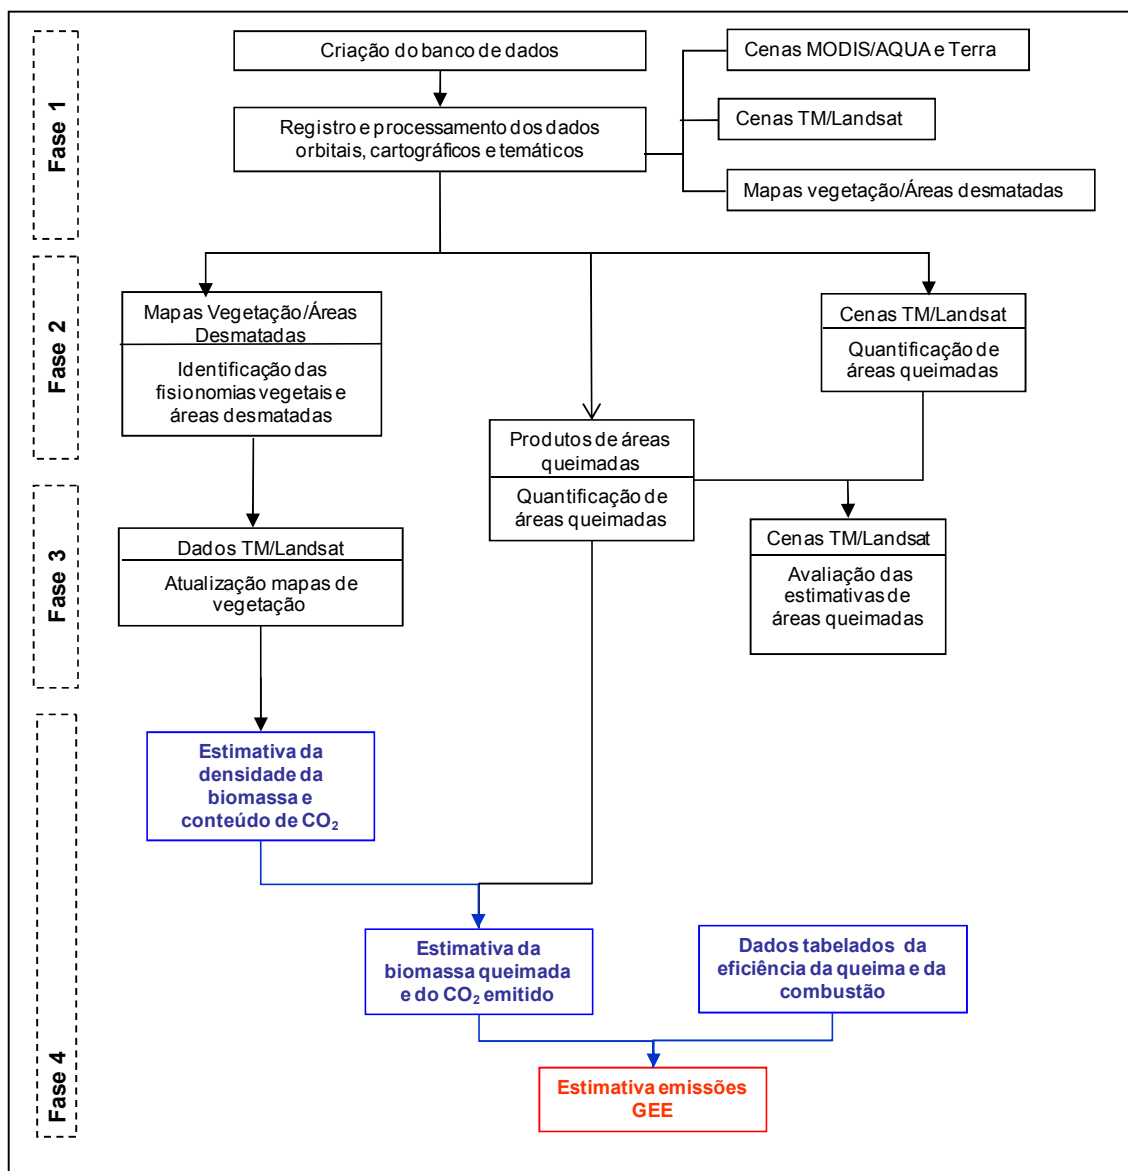 Fase 1
Criação do banco de dados
Registro e processamento dos dados
orbitais, cartográficos e temáticos
Cenas MODIS/AQUA e Terra
Cenas TM/Landsat
Mapas vegetação/Áreas desmatadas
Fase 2
Mapas Vegetação/Áreas
Desmatadas
Identificação das
fisionomias vegetais e
áreas desmatadas
Produtos de áreas
queimadas
Quantificação de
áreas queimadas
Cenas TM/Landsat
Quantificação de
áreas queimadas
Fase 3
Dados TM/Landsat
Atualização mapas de
vegetação
Cenas TM/Landsat
Avaliação das
estimativas de
áreas queimadas
Fase 4
Estimativa da
densidade da
biomassa e
conteúdo de CO₂
Estimativa da
biomassa queimada
e do CO₂ emitido
Dados tabelados da
eficiência da queima e da
combustão
Estimativa emissões
GEE